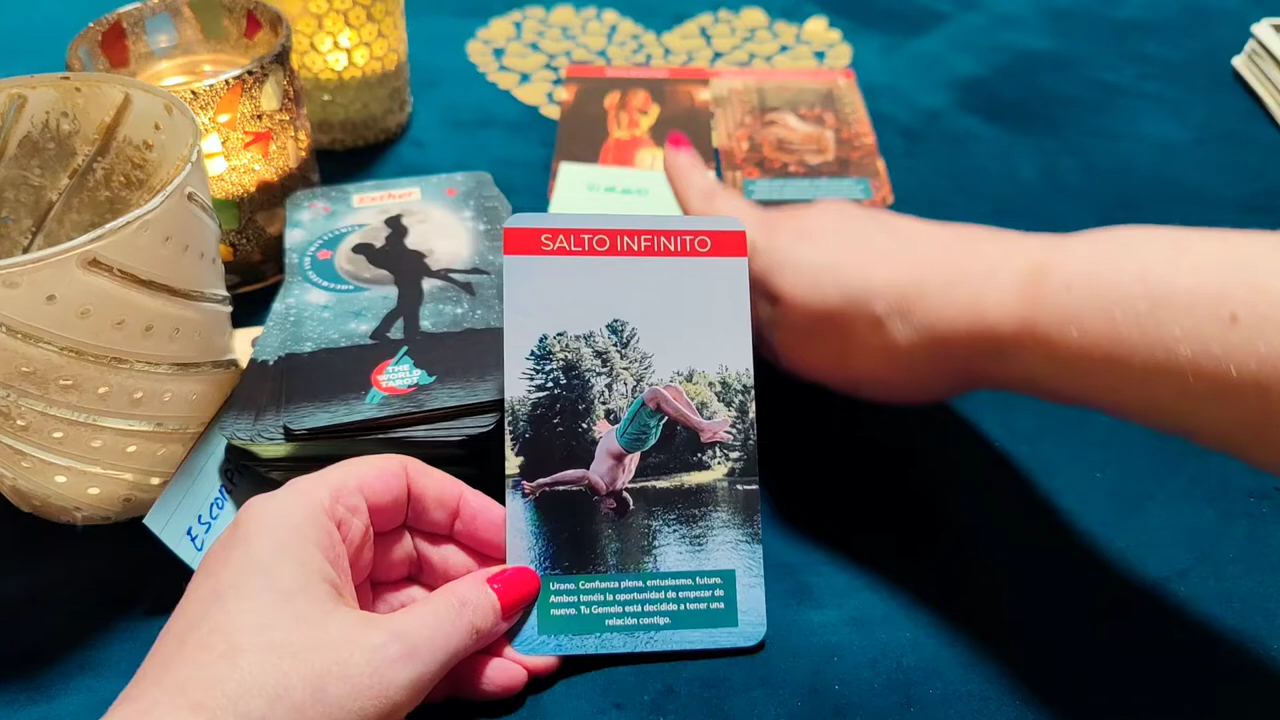 Esther
THE
WORLD
TAROT
ESCORP
SALTO INFINITO
Urano. Confianza plena, entusiasmo, futuro.
Ambos tenéis la oportunidad de empezar de
nuevo. Tu Gemelo está decidido a tener una
relación contigo.